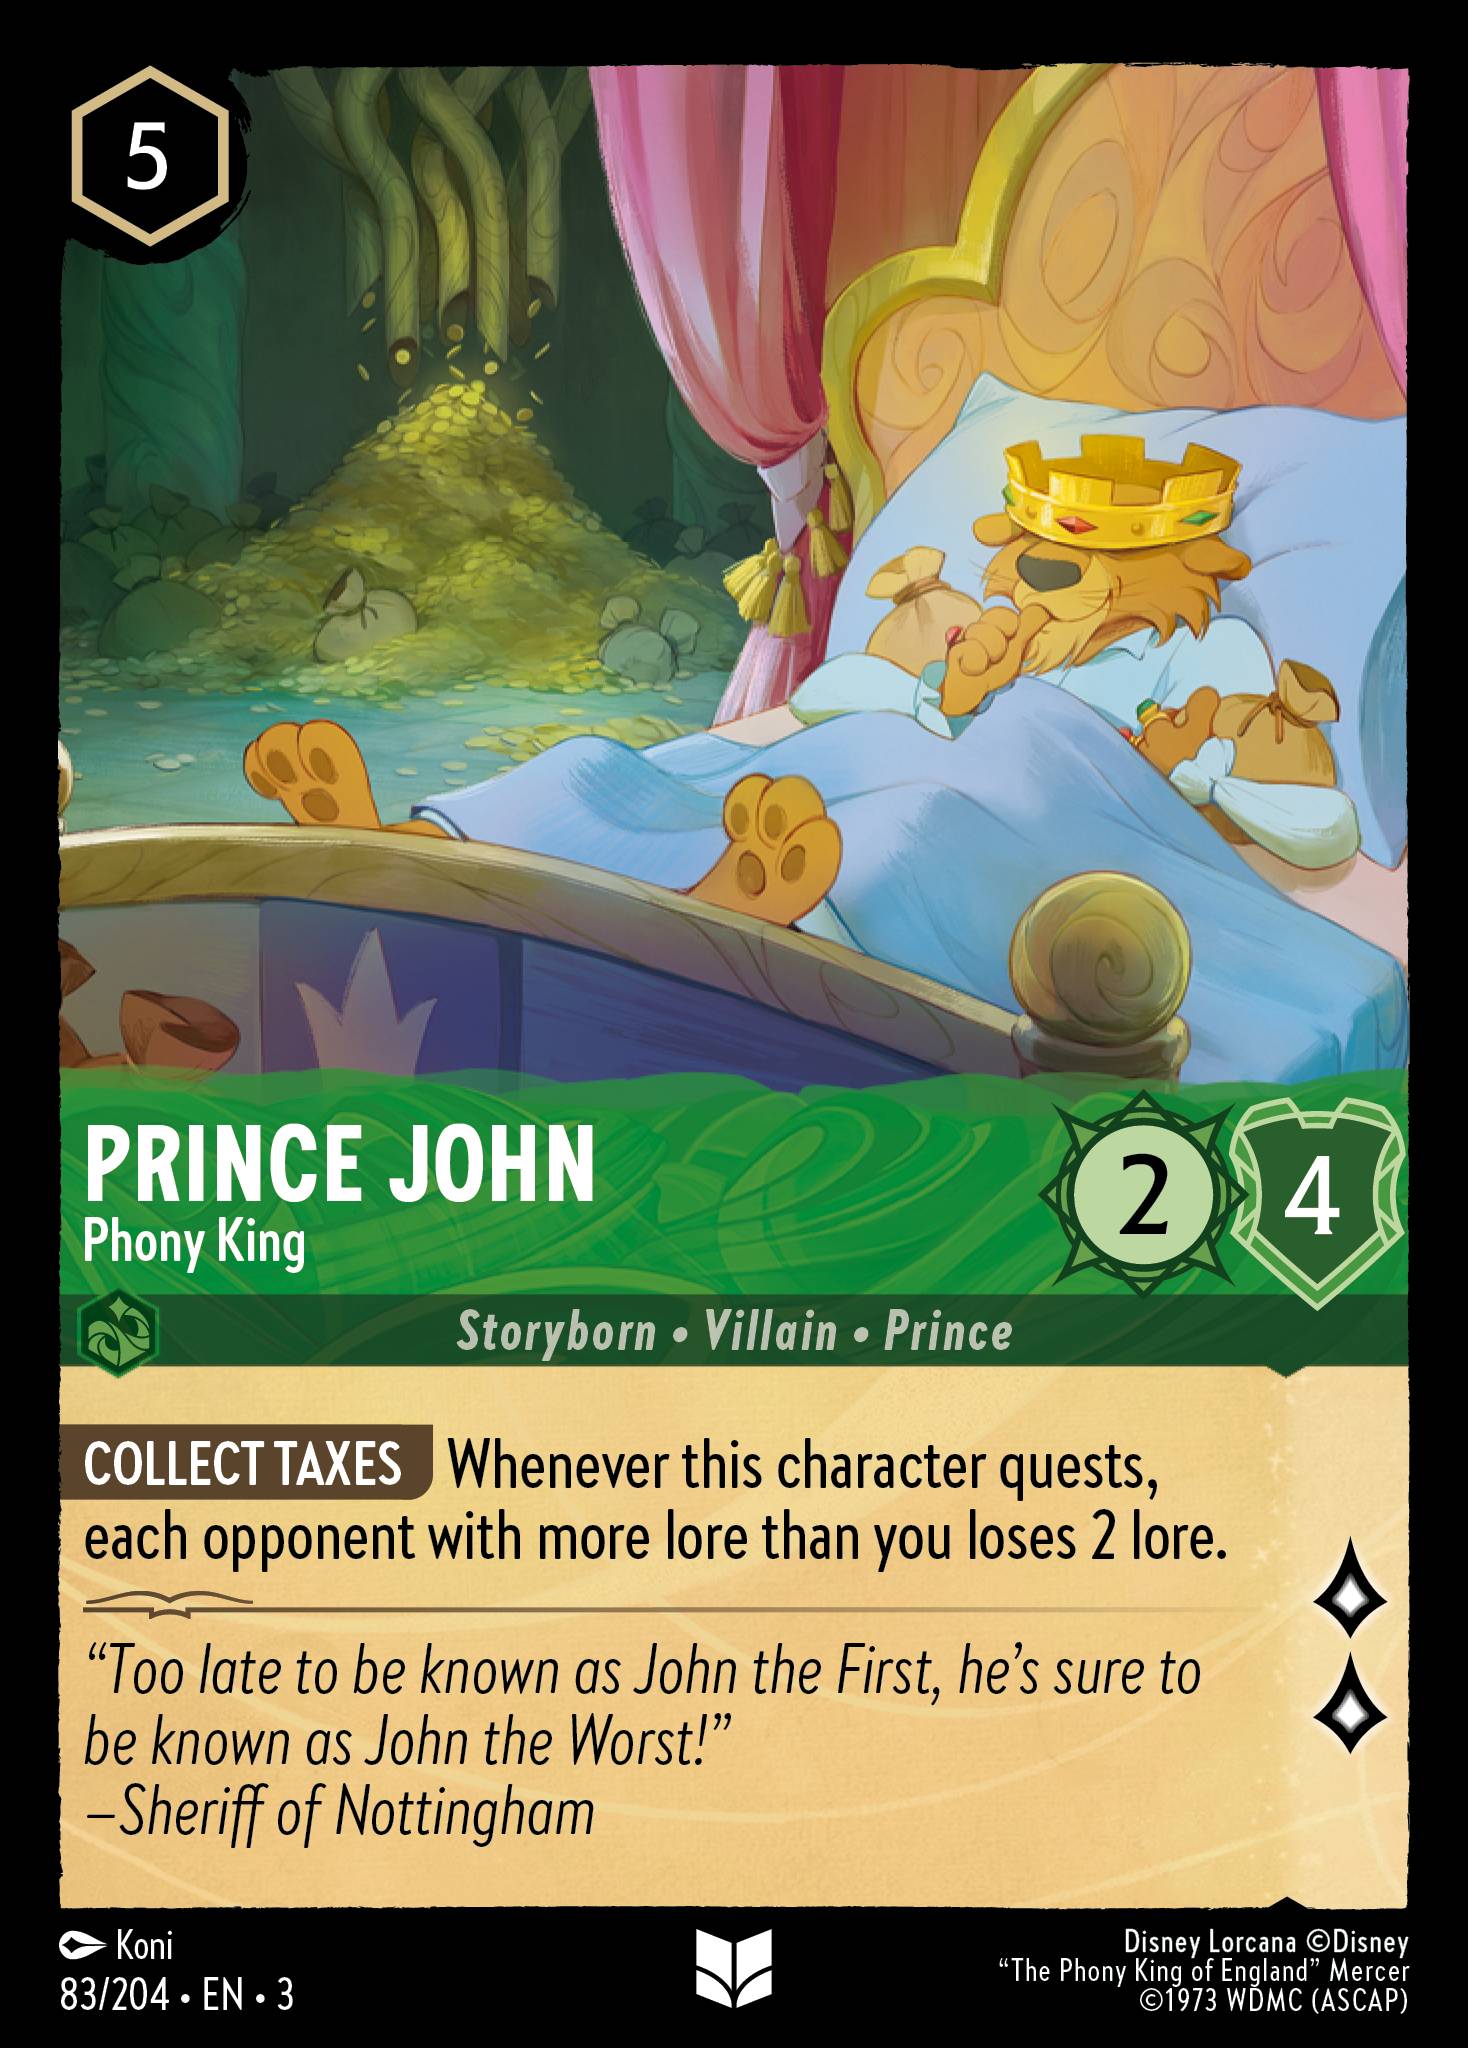 5
PRINCE JOHN
Phony King
2
4
Storyborn • Villain • Prince
COLLECT TAXES Whenever this character quests,
each opponent with more lore than you loses 2 lore.
“Too late to be known as John the First, he’s sure to
be known as John the Worst!”
–Sheriff of Nottingham
Koni
83/204 • EN • 3
Disney Lorcana ©Disney
“The Phony King of England” Mercer
©1973 WDMC (ASCAP)